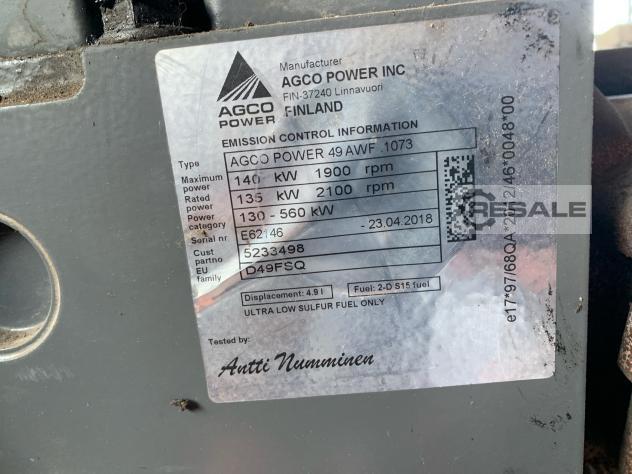 AGCO
POWER
Manufacturer
AGCO POWER INC
FIN-37240 Linnavuori
FINLAND
EMISSION CONTROL INFORMATION
Type AGCO POWER 49 AWF .1073
Maximum power 140 kW 1900 rpm
Rated power 135 kW 2100 rpm
Power category 130 - 560 kW
Serial nr E62146 - 23.04.2018
Cust partno 5233498
EU family D49FSQ
Displacement: 4.9 l Fuel: 2-D S15 fuel
ULTRA LOW SULFUR FUEL ONLY
Tested by:
Antti Numminen
RESALE